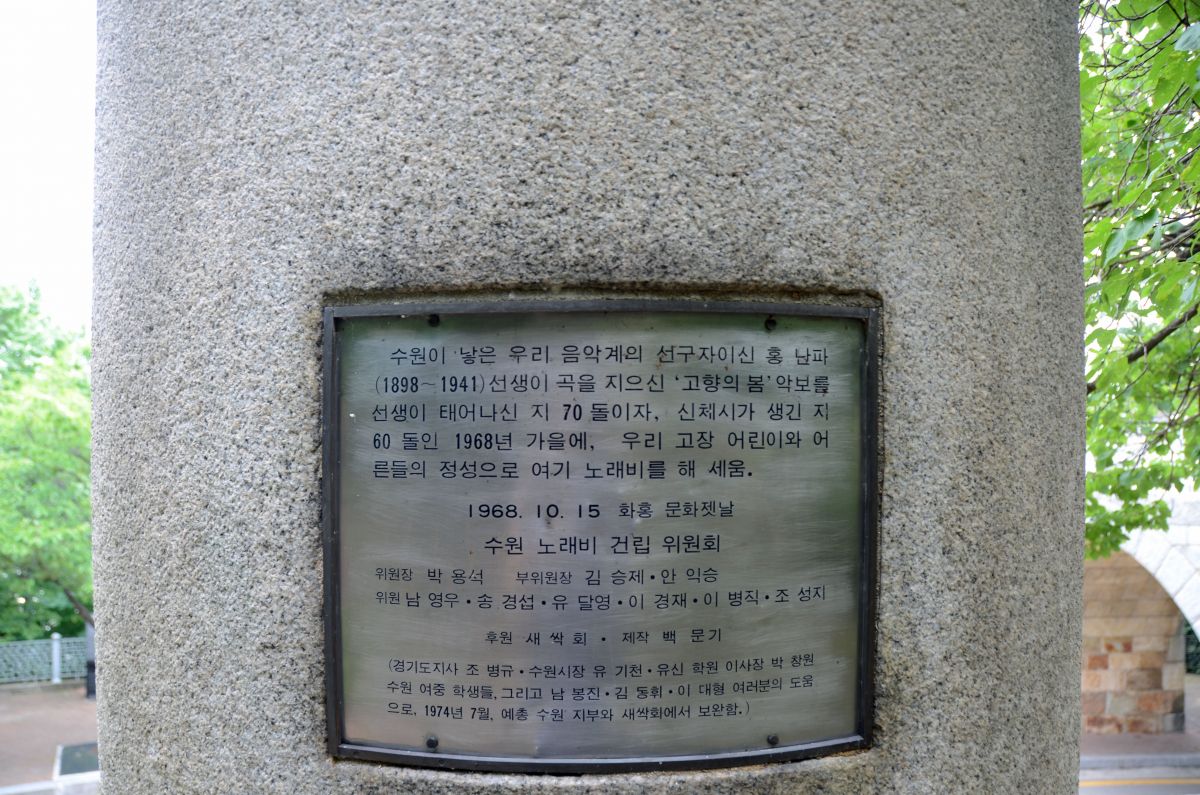 수원이 낳은 우리 음악계의 선구자이신 홍 난파
(1898~1941)선생이 곡을 지으신 '고향의 봄'악보를
선생이 태어나신 지 70 돌이자, 신체시가 생긴 지
60 돌인 1968년 가을에, 우리 고장 어린이와 어
른들의 정성으로 여기 노래비를 해 세움.
1968. 10. 15 화홍 문화젯날
수원 노래비 건립 위원회
위원장 박 용석 부위원장 김 승제·안 익승
위원 남 영우·송 경섭·유 달영·이 경재·이 병직·조 성지
후원 새 싹 회 · 제작 백 문기
(경기도지사 조 병규·수원시장 유 기천·유신 학원 이사장 박 창원
수원 여중 학생들, 그리고 남 봉진·김 동휘·이 대형 여러분의 도움
으로, 1974년 7월, 예총 수원 지부와 새싹회에서 보완함.)